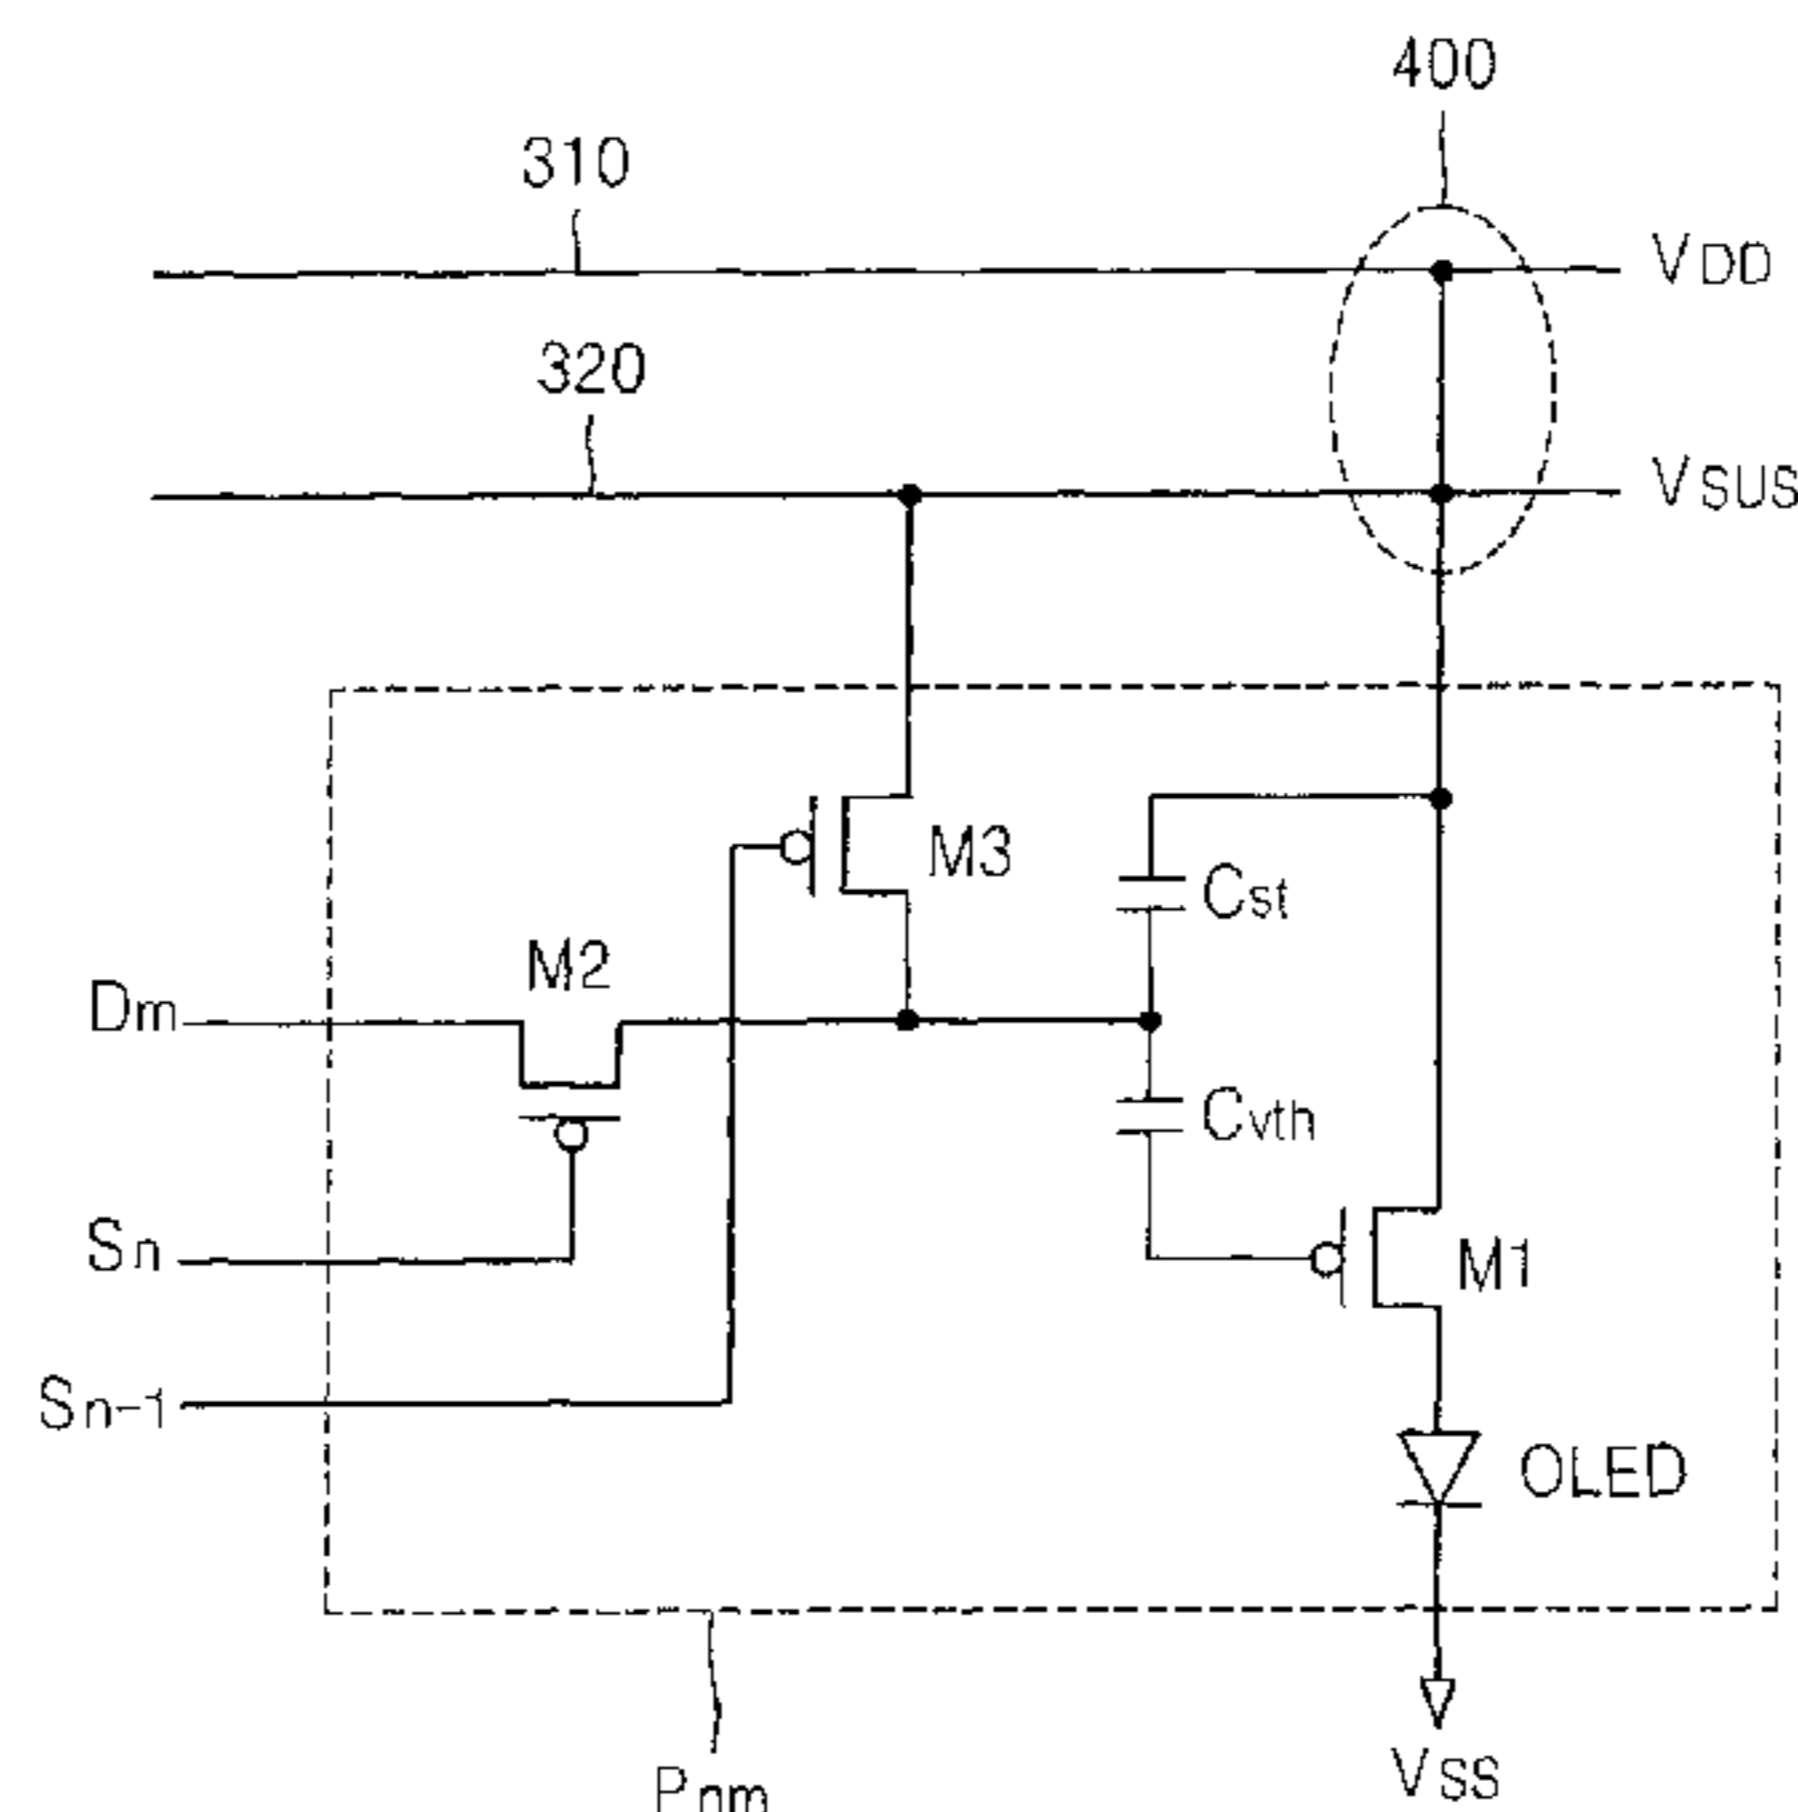 400
310
VDD
320
VSUS
M3
Cst
M2
Dm
Cvth
Sn
M1
Sn-1
OLED
VSS
Pnm